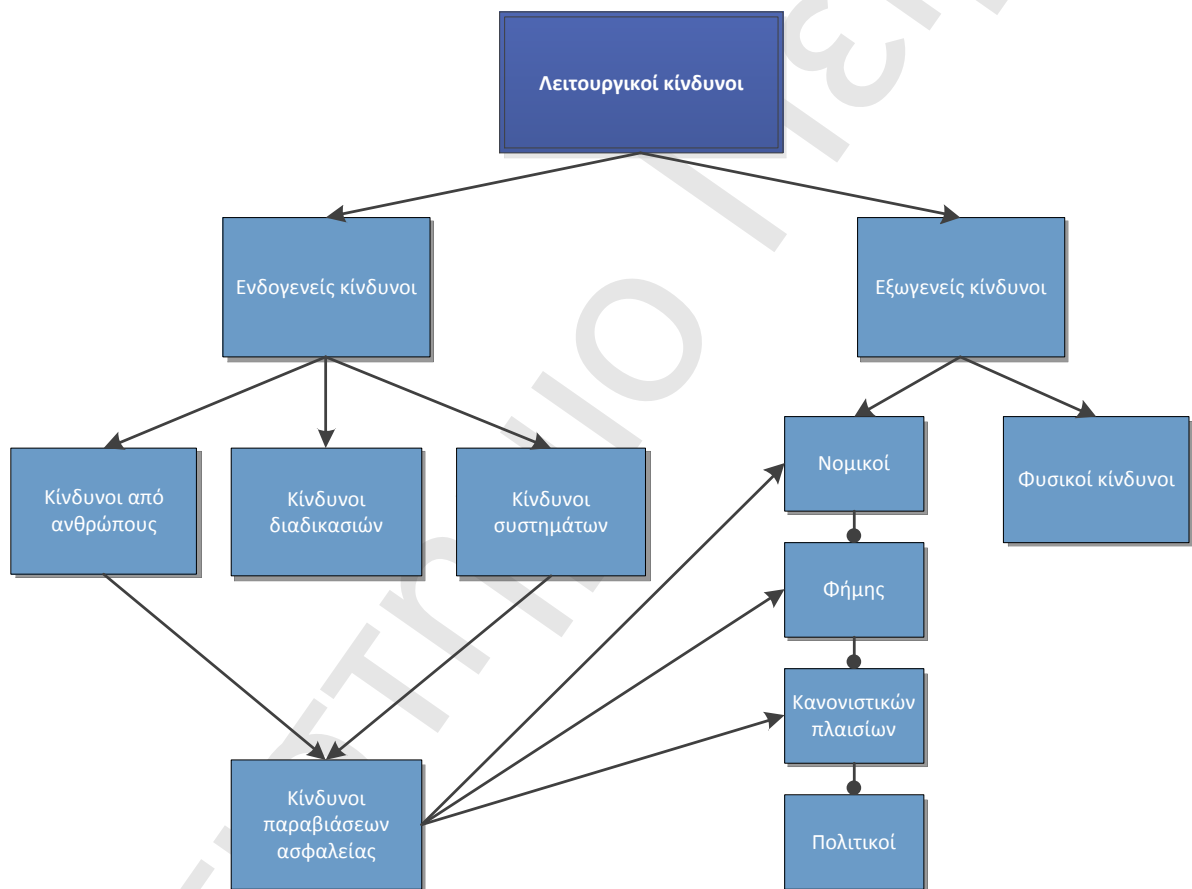 Λειτουργικοί κίνδυνοι
Ενδογενείς κίνδυνοι
Εξωγενείς κίνδυνοι
Κίνδυνοι από
ανθρώπους
Κίνδυνοι
διαδικασιών
Κίνδυνοι
συστημάτων
Νομικοί
Φυσικοί κίνδυνοι
Φήμης
Κανονιστικών
πλαισίων
Κίνδυνοι
παραβιάσεων
ασφαλείας
Πολιτικοί